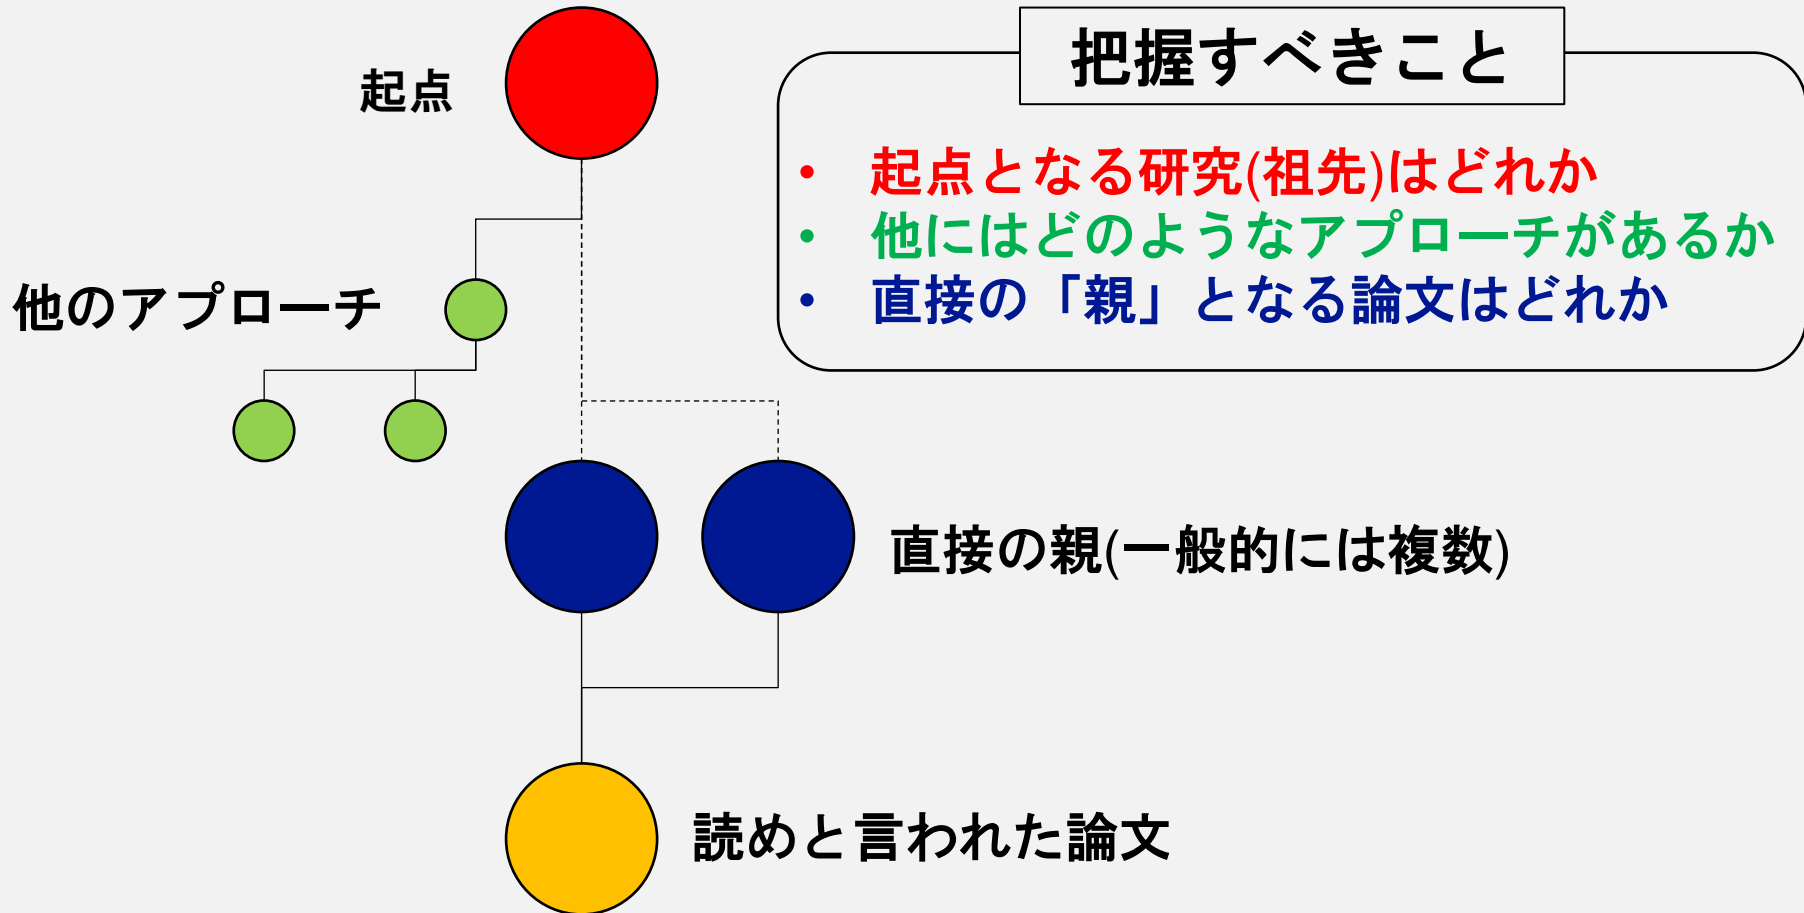 起点
把握すべきこと
• 起点となる研究(祖先)はどれか
• 他にはどのようなアプローチがあるか
• 直接の「親」となる論文はどれか
他のアプローチ
直接の親(一般的には複数)
読めと言われた論文